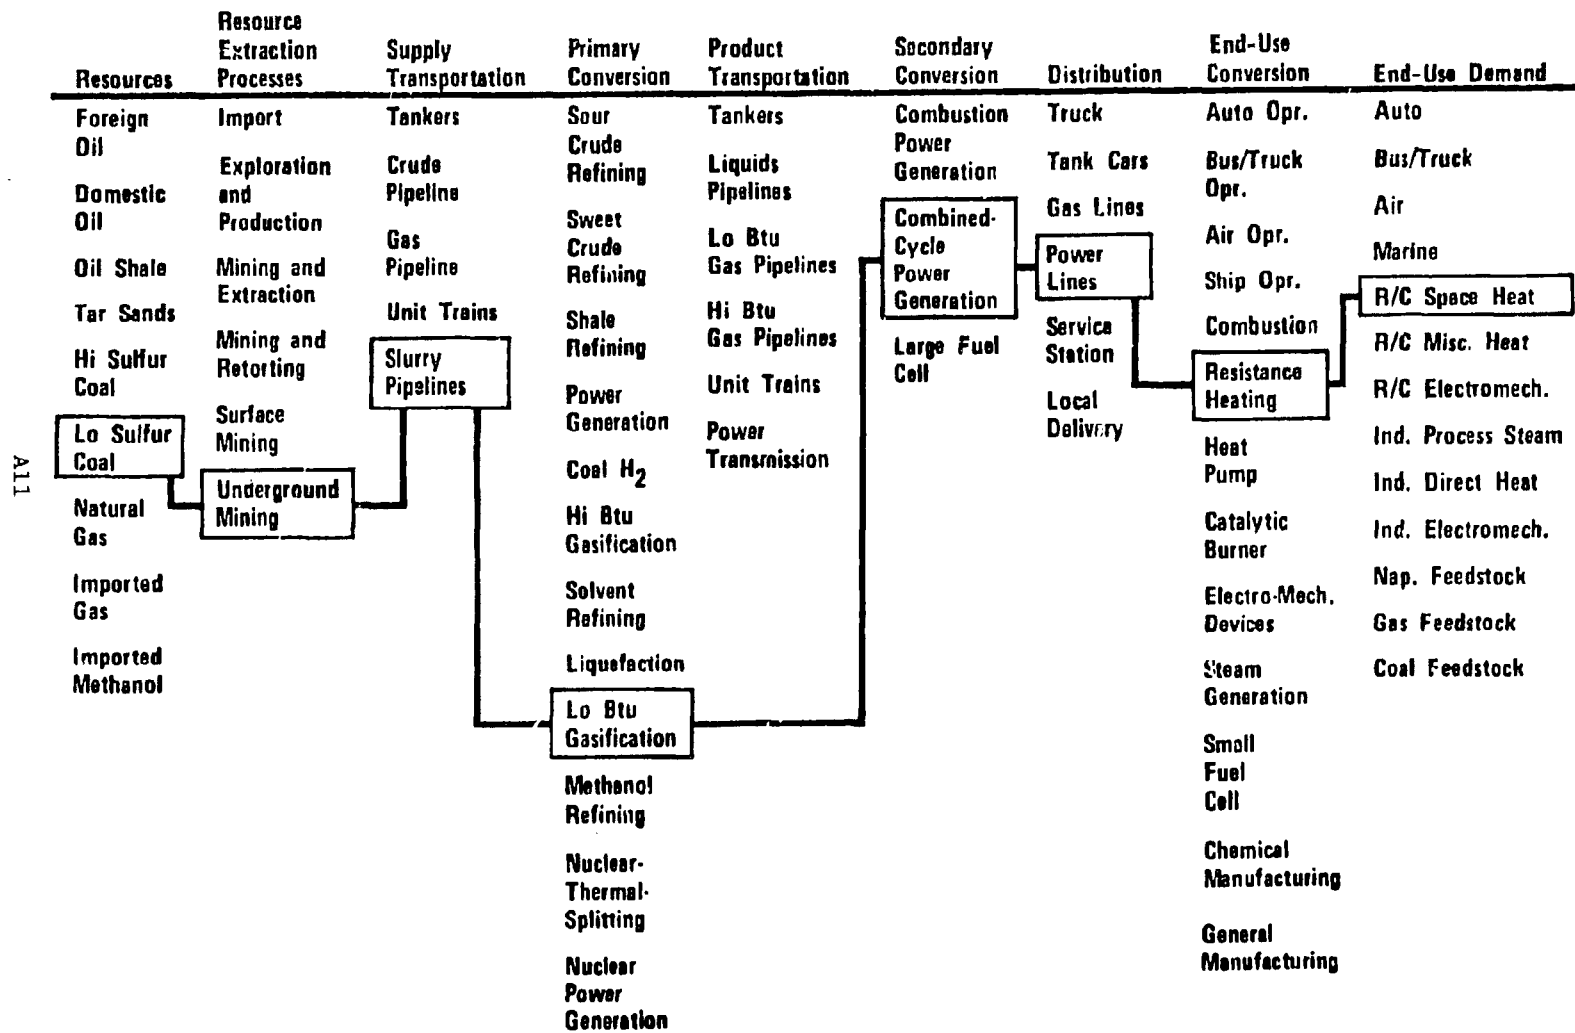 Resources
Resource
Extraction
Processes
Supply
Transportation
Primary
Conversion
Product
Transportation
Secondary
Conversion
Distribution
End-Use
Conversion
End-Use Demand
Foreign
Oil
Domestic
Oil
Oil Shale
Tar Sands
Hi Sulfur
Coal
Lo Sulfur
Coal
Natural
Gas
Imported
Gas
Imported
Methanol
Import
Exploration
and
Production
Mining and
Extraction
Mining and
Retorting
Surface
Mining
Underground
Mining
Tankers
Crude
Pipeline
Gas
Pipeline
Unit Trains
Slurry
Pipelines
Sour
Crude
Refining
Sweet
Crude
Refining
Shale
Refining
Power
Generation
Coal H2
Hi Btu
Gasification
Solvent
Refining
Liquefaction
Lo Btu
Gasification
Methanol
Refining
Nuclear-
Thermal-
Splitting
Nuclear
Power
Generation
Tankers
Liquids
Pipelines
Lo Btu
Gas Pipelines
Hi Btu
Gas Pipelines
Unit Trains
Power
Transmission
Combustion
Power
Generation
Combined-
Cycle
Power
Generation
Large Fuel
Cell
Truck
Tank Cars
Gas Lines
Power
Lines
Service
Station
Local
Delivery
Auto Opr.
Bus/Truck
Opr.
Air Opr.
Ship Opr.
Combustion
Resistance
Heating
Heat
Pump
Catalytic
Burner
Electro-Mech.
Devices
Steam
Generation
Small
Fuel
Cell
Chemical
Manufacturing
General
Manufacturing
Auto
Bus/Truck
Air
Marine
R/C Space Heat
R/C Misc. Heat
R/C Electromech.
Ind. Process Steam
Ind. Direct Heat
Ind. Electromech.
Nap. Feedstock
Gas Feedstock
Coal Feedstock
A11